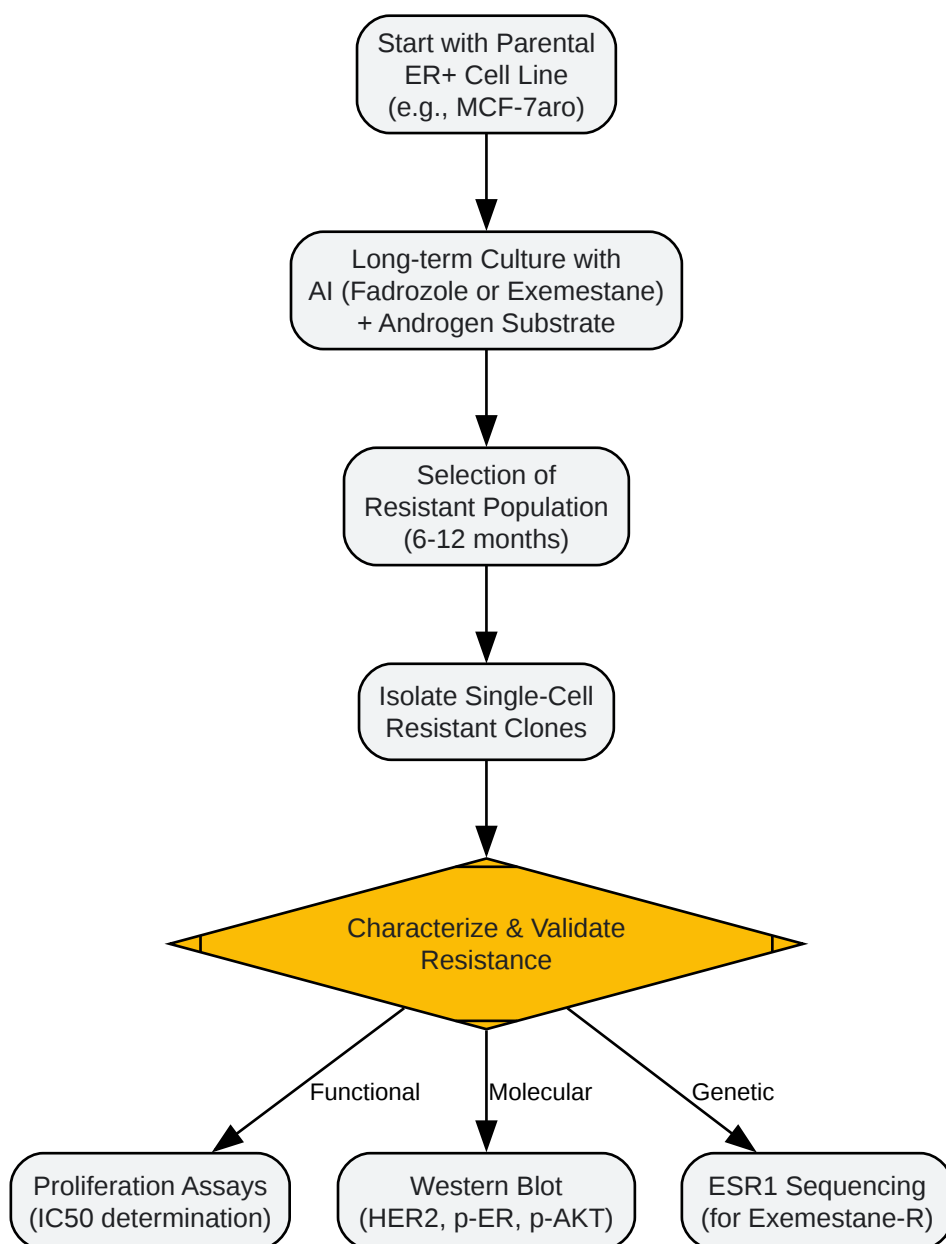 Start with Parental
ER+ Cell Line
(e.g., MCF-7aro)
Long-term Culture with
AI (Fadrozole or Exemestane)
+ Androgen Substrate
Selection of
Resistant Population
(6-12 months)
Isolate Single-Cell
Resistant Clones
Characterize & Validate
Resistance
Functional
Molecular
Genetic
Proliferation Assays
(IC50 determination)
Western Blot
(HER2, p-ER, p-AKT)
ESR1 Sequencing
(for Exemestane-R)